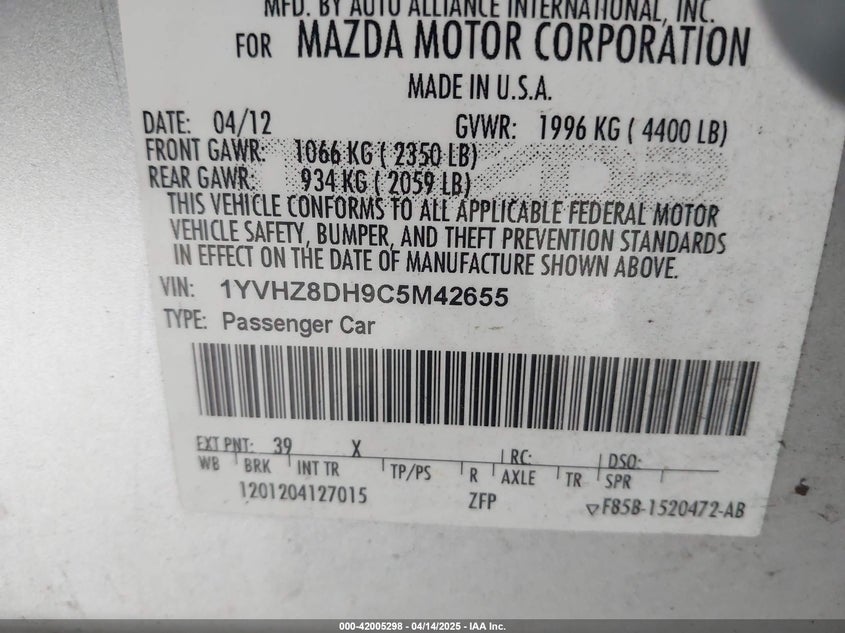 MFD. BY AUTO ALLIANCE INTERNATIONAL, INC.
FOR MAZDA MOTOR CORPORATION
MADE IN U.S.A.
DATE: 04/12 GVWR: 1996 KG ( 4400 LB)
FRONT GAWR: 1066 KG ( 2350 LB)
REAR GAWR: 934 KG ( 2059 LB)
THIS VEHICLE CONFORMS TO ALL APPLICABLE FEDERAL MOTOR
VEHICLE SAFETY, BUMPER, AND THEFT PREVENTION STANDARDS
IN EFFECT ON THE DATE OF MANUFACTURE SHOWN ABOVE.
VIN: 1YVHZ8DH9C5M42655
TYPE: Passenger Car
EXT PNT: 39 X RC: DSO:
WB BRK INT TR TP/PS R AXLE TR SPR
1201204127015 ZFP ▽F85B-1520472-AB
000-42005298 - 04/14/2025 - IAA Inc.